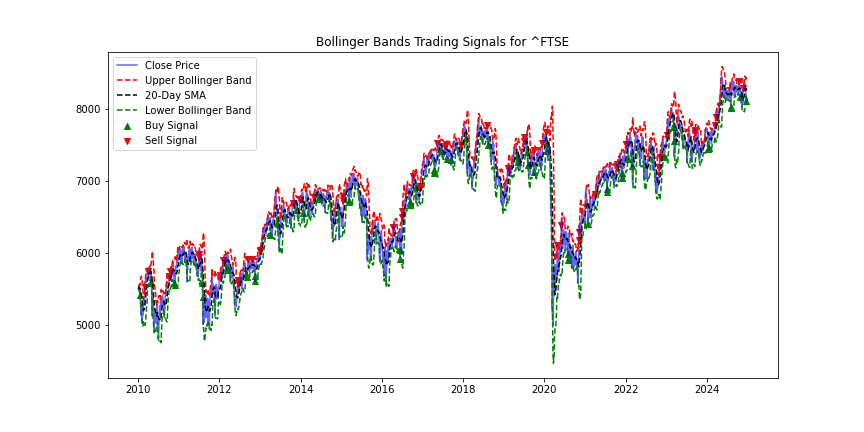 Bollinger Bands Trading Signals for ^FTSE
Close Price
Upper Bollinger Band
20-Day SMA
Lower Bollinger Band
Buy Signal
Sell Signal
8000
7000
6000
5000
2010 2012 2014 2016 2018 2020 2022 2024